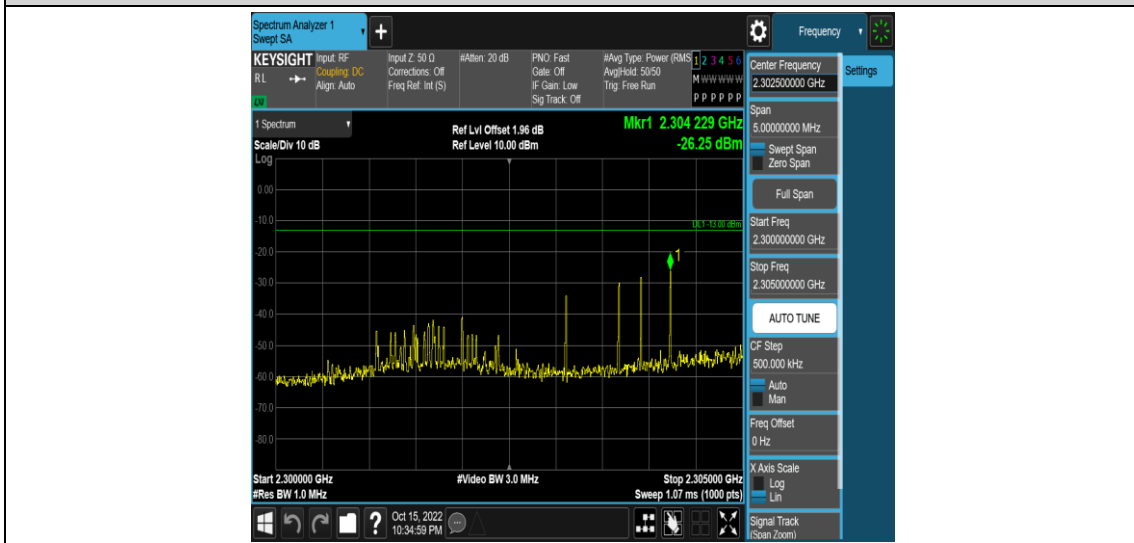 Spectrum Analyzer 1
Swept SA
+
Frequency
KEYSIGHT
RL
LXI
Input: RF
Coupling: DC
Align: Auto
Input Z: 50 Ω
Corrections: Off
Freq Ref: Int (S)
#Atten: 20 dB
PNO: Fast
Gate: Off
IF Gain: Low
Sig Track: Off
#Avg Type: Power (RMS
Avg|Hold: 50/50
Trig: Free Run
1 2 3 4 5 6
M W W W W W
P P P P P P
1 Spectrum
Scale/Div 10 dB
Ref Lvl Offset 1.96 dB
Ref Level 10.00 dBm
Mkr1 2.304 229 GHz
-26.25 dBm
Log
0.00
-10.0
-20.0
-30.0
-40.0
-50.0
-60.0
-70.0
-80.0
DL1 -13.00 dBm
1
Start 2.300000 GHz
#Res BW 1.0 MHz
#Video BW 3.0 MHz
Stop 2.305000 GHz
Sweep 1.07 ms (1000 pts)
Center Frequency
2.302500000 GHz
Settings
Span
5.00000000 MHz
Swept Span
Zero Span
Full Span
Start Freq
2.300000000 GHz
Stop Freq
2.305000000 GHz
AUTO TUNE
CF Step
500.000 kHz
Auto
Man
Freq Offset
0 Hz
X Axis Scale
Log
Lin
Signal Track
(Span Zoom)
?
Oct 15, 2022
10:34:59 PM